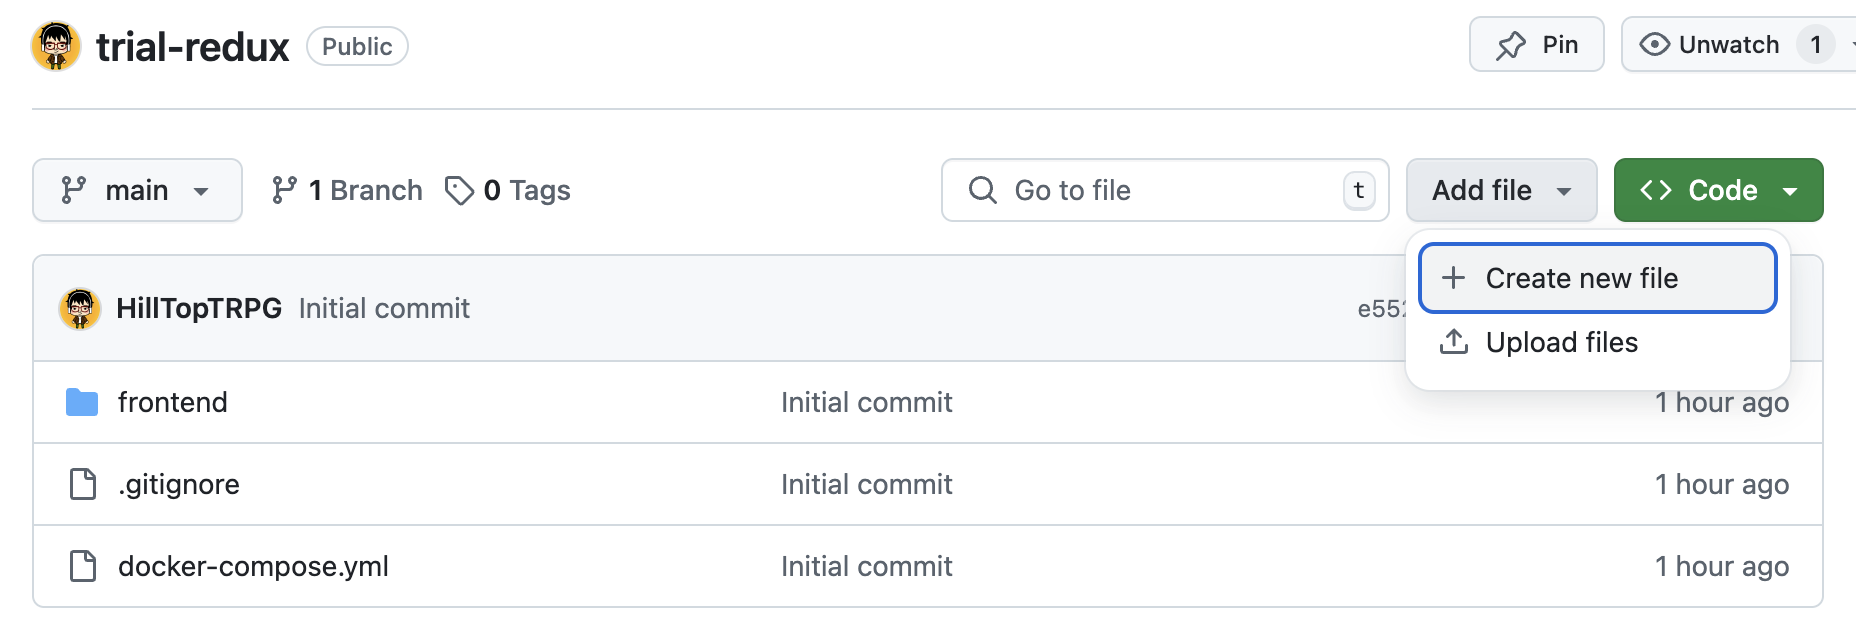 trial-redux Public Pin Unwatch 1
main 1 Branch 0 Tags Go to file t Add file Code
Create new file
Upload files
HillTopTRPG Initial commit e552
frontend Initial commit 1 hour ago
.gitignore Initial commit 1 hour ago
docker-compose.yml Initial commit 1 hour ago